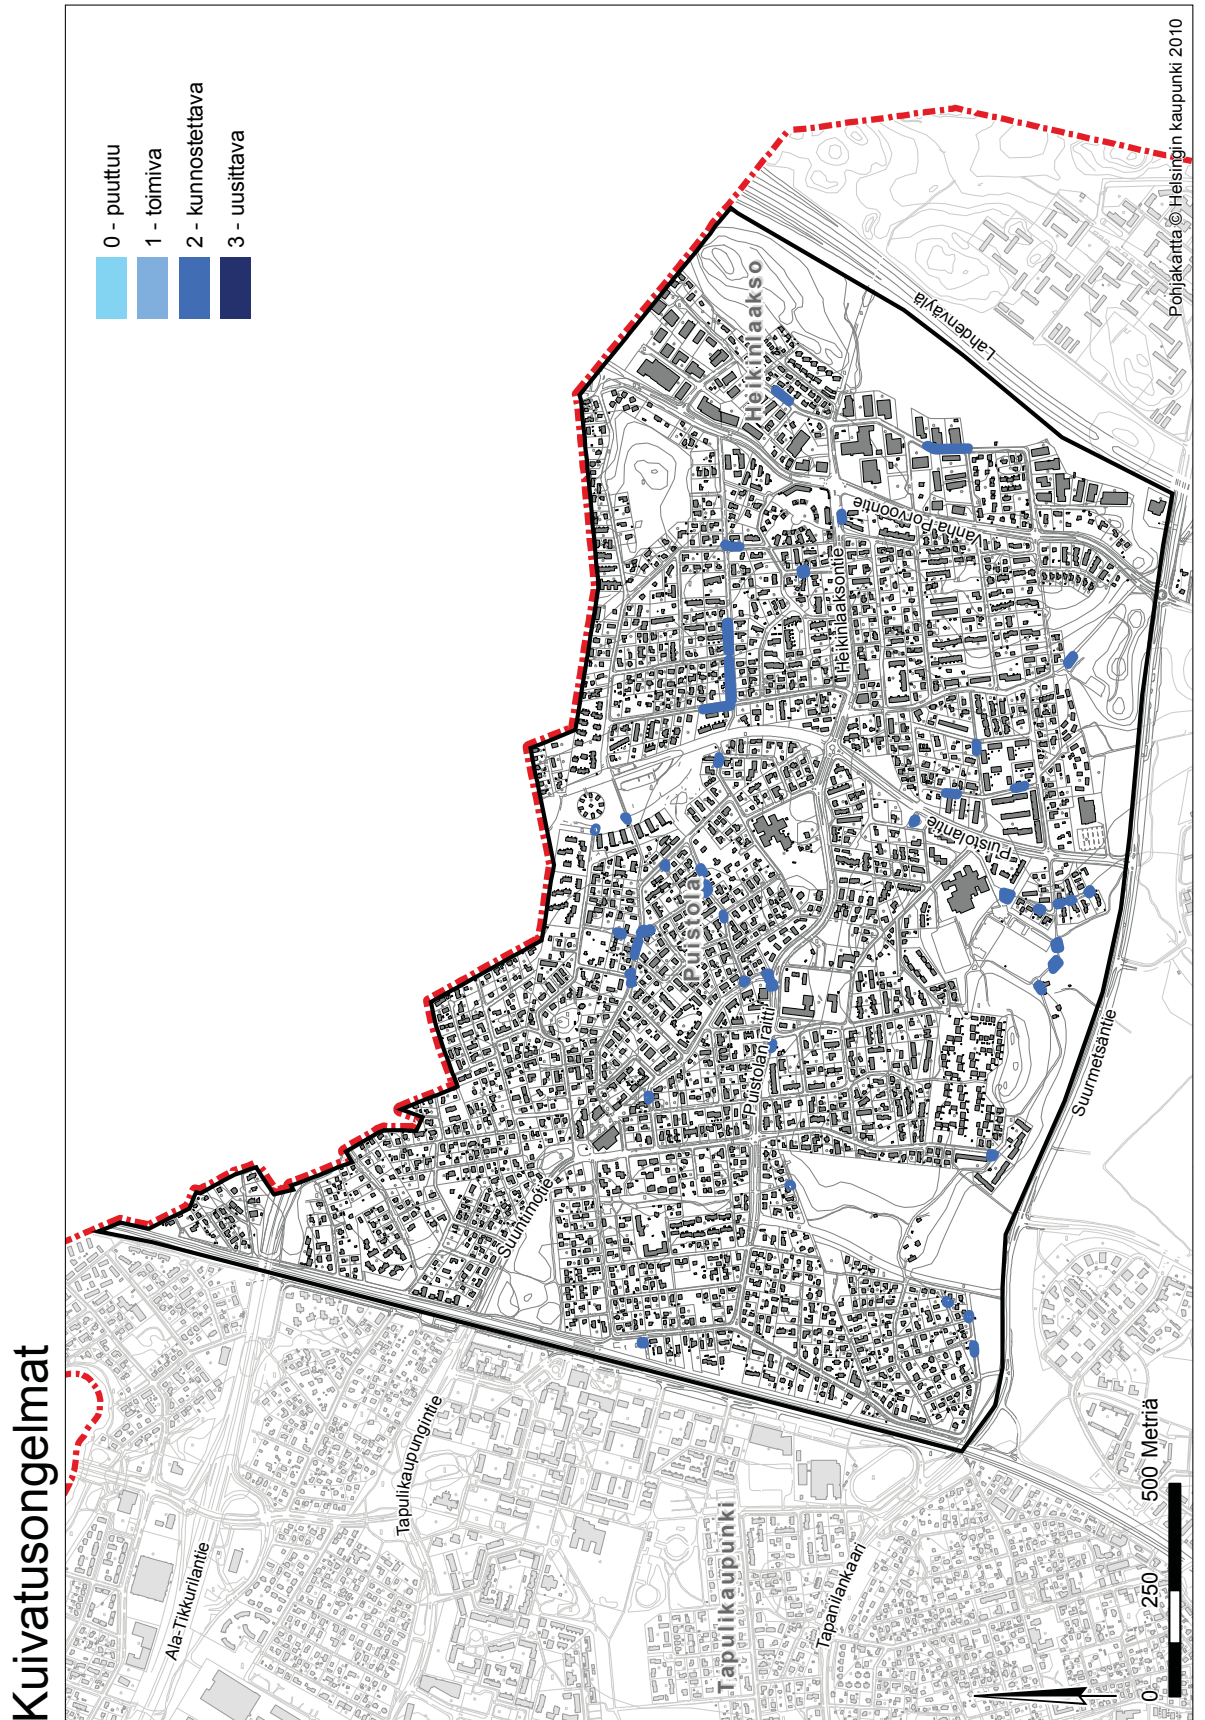 Kuivatusongelmat
0 - puuttuu
1 - toimiva
2 - kunnostettava
3 - uusittava
Heikinlaakso
Lahdenväylä
Vanha Porvoontie
Heikinlaaksontie
Puistola
Puistolantie
Puistolan raitti
Suuntimotie
Suurmetsäntie
Ala-Tikkurilantie
Tapulikaupungintie
Tapulikaupunki
Tapanilankaari
0 250 500 Metriä
Pohjakartta © Helsingin kaupunki 2010